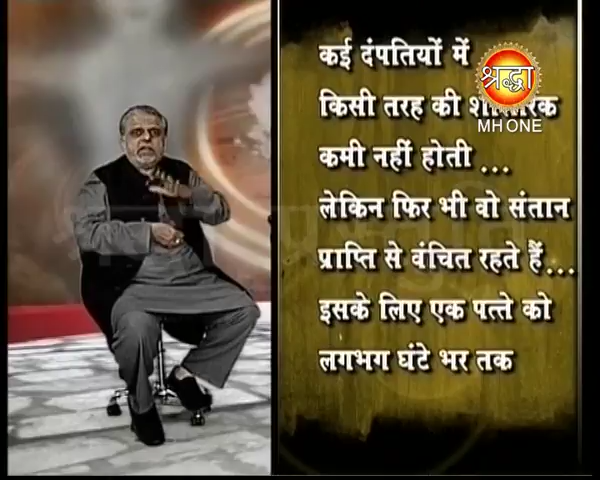 कई दंपतियों में
किसी तरह की शारीरिक
कमी नहीं होती ...
लेकिन फिर भी वो संतान
प्राप्ति से वंचित रहते हैं...
इसके लिए एक पत्ते को
लगभग घंटे भर तक
श्रद्धा
MH ONE